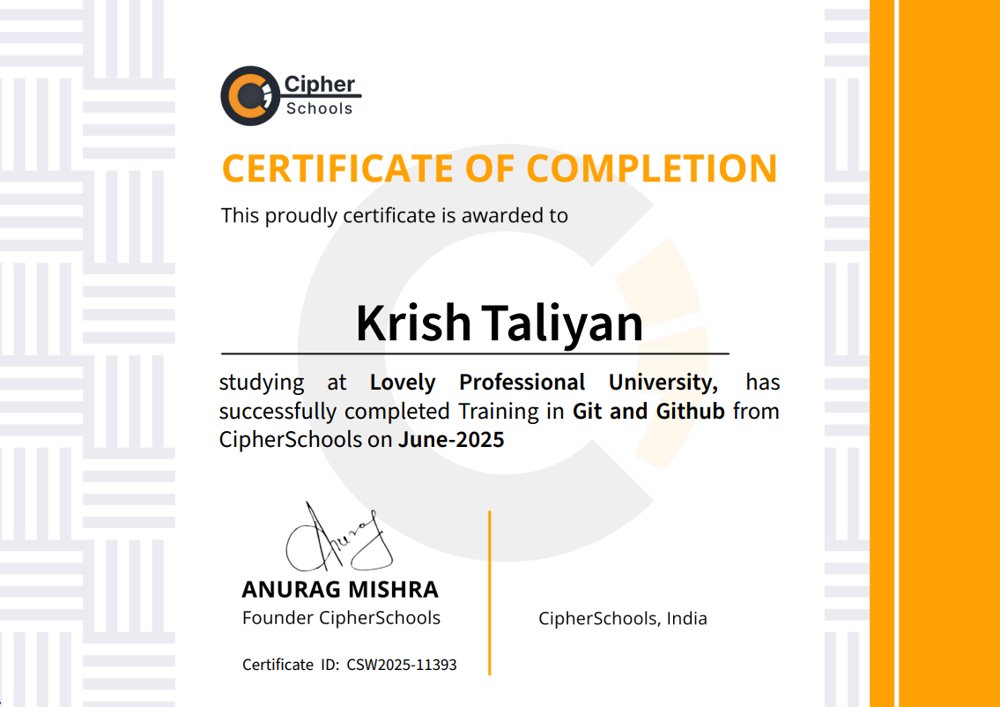 Cipher
Schools
CERTIFICATE OF COMPLETION
This proudly certificate is awarded to
Krish Taliyan
studying at Lovely Professional University, has
successfully completed Training in Git and Github from
CipherSchools on June-2025
Anurag
ANURAG MISHRA
Founder CipherSchools
CipherSchools, India
Certificate ID: CSW2025-11393